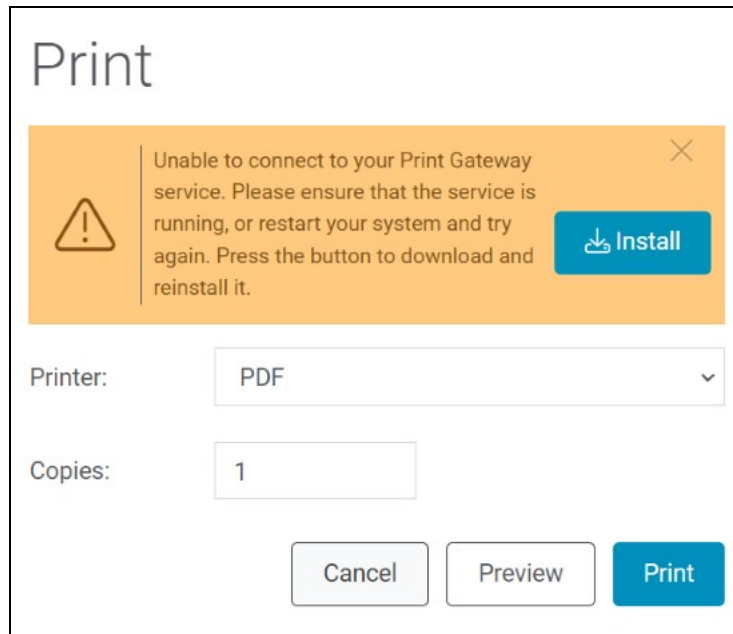 Print
Unable to connect to your Print Gateway
service. Please ensure that the service is
running, or restart your system and try
again. Press the button to download and
reinstall it.
Install
Printer:
PDF
Copies:
1
Cancel
Preview
Print